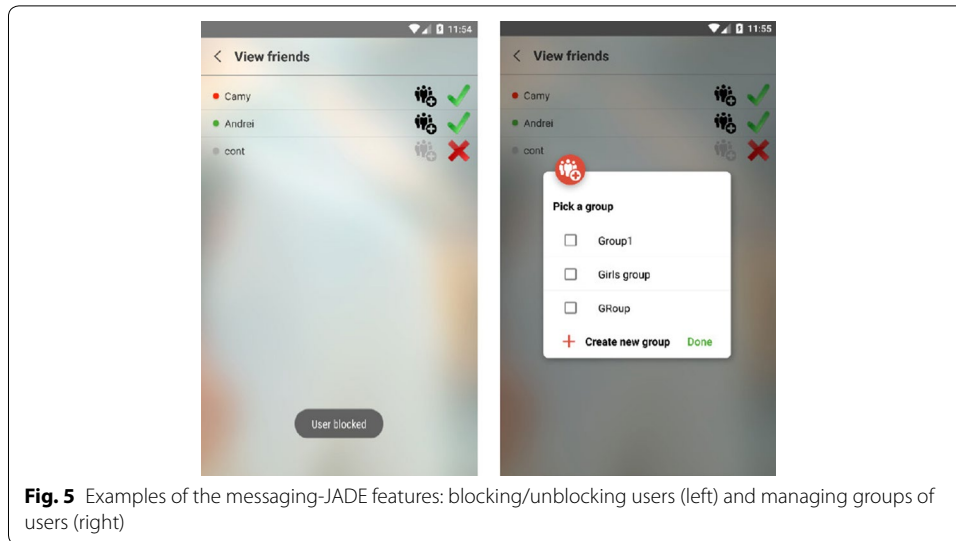 11:54
< View friends
Camy
Andrei
cont
User blocked
11:55
< View friends
Camy
Andrei
cont
Pick a group
Group1
Girls group
GRoup
+ Create new group Done
Fig. 5 Examples of the messaging-JADE features: blocking/unblocking users (left) and managing groups of
users (right)